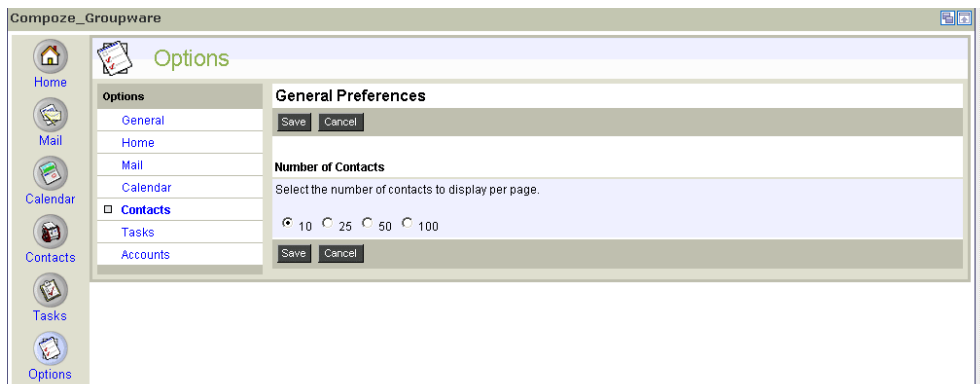 Compoze_Groupware
Home
Mail
Calendar
Contacts
Tasks
Options
Options
Options
General
Home
Mail
Calendar
Contacts
Tasks
Accounts
General Preferences
Save Cancel
Number of Contacts
Select the number of contacts to display per page.
10 25 50 100
Save Cancel